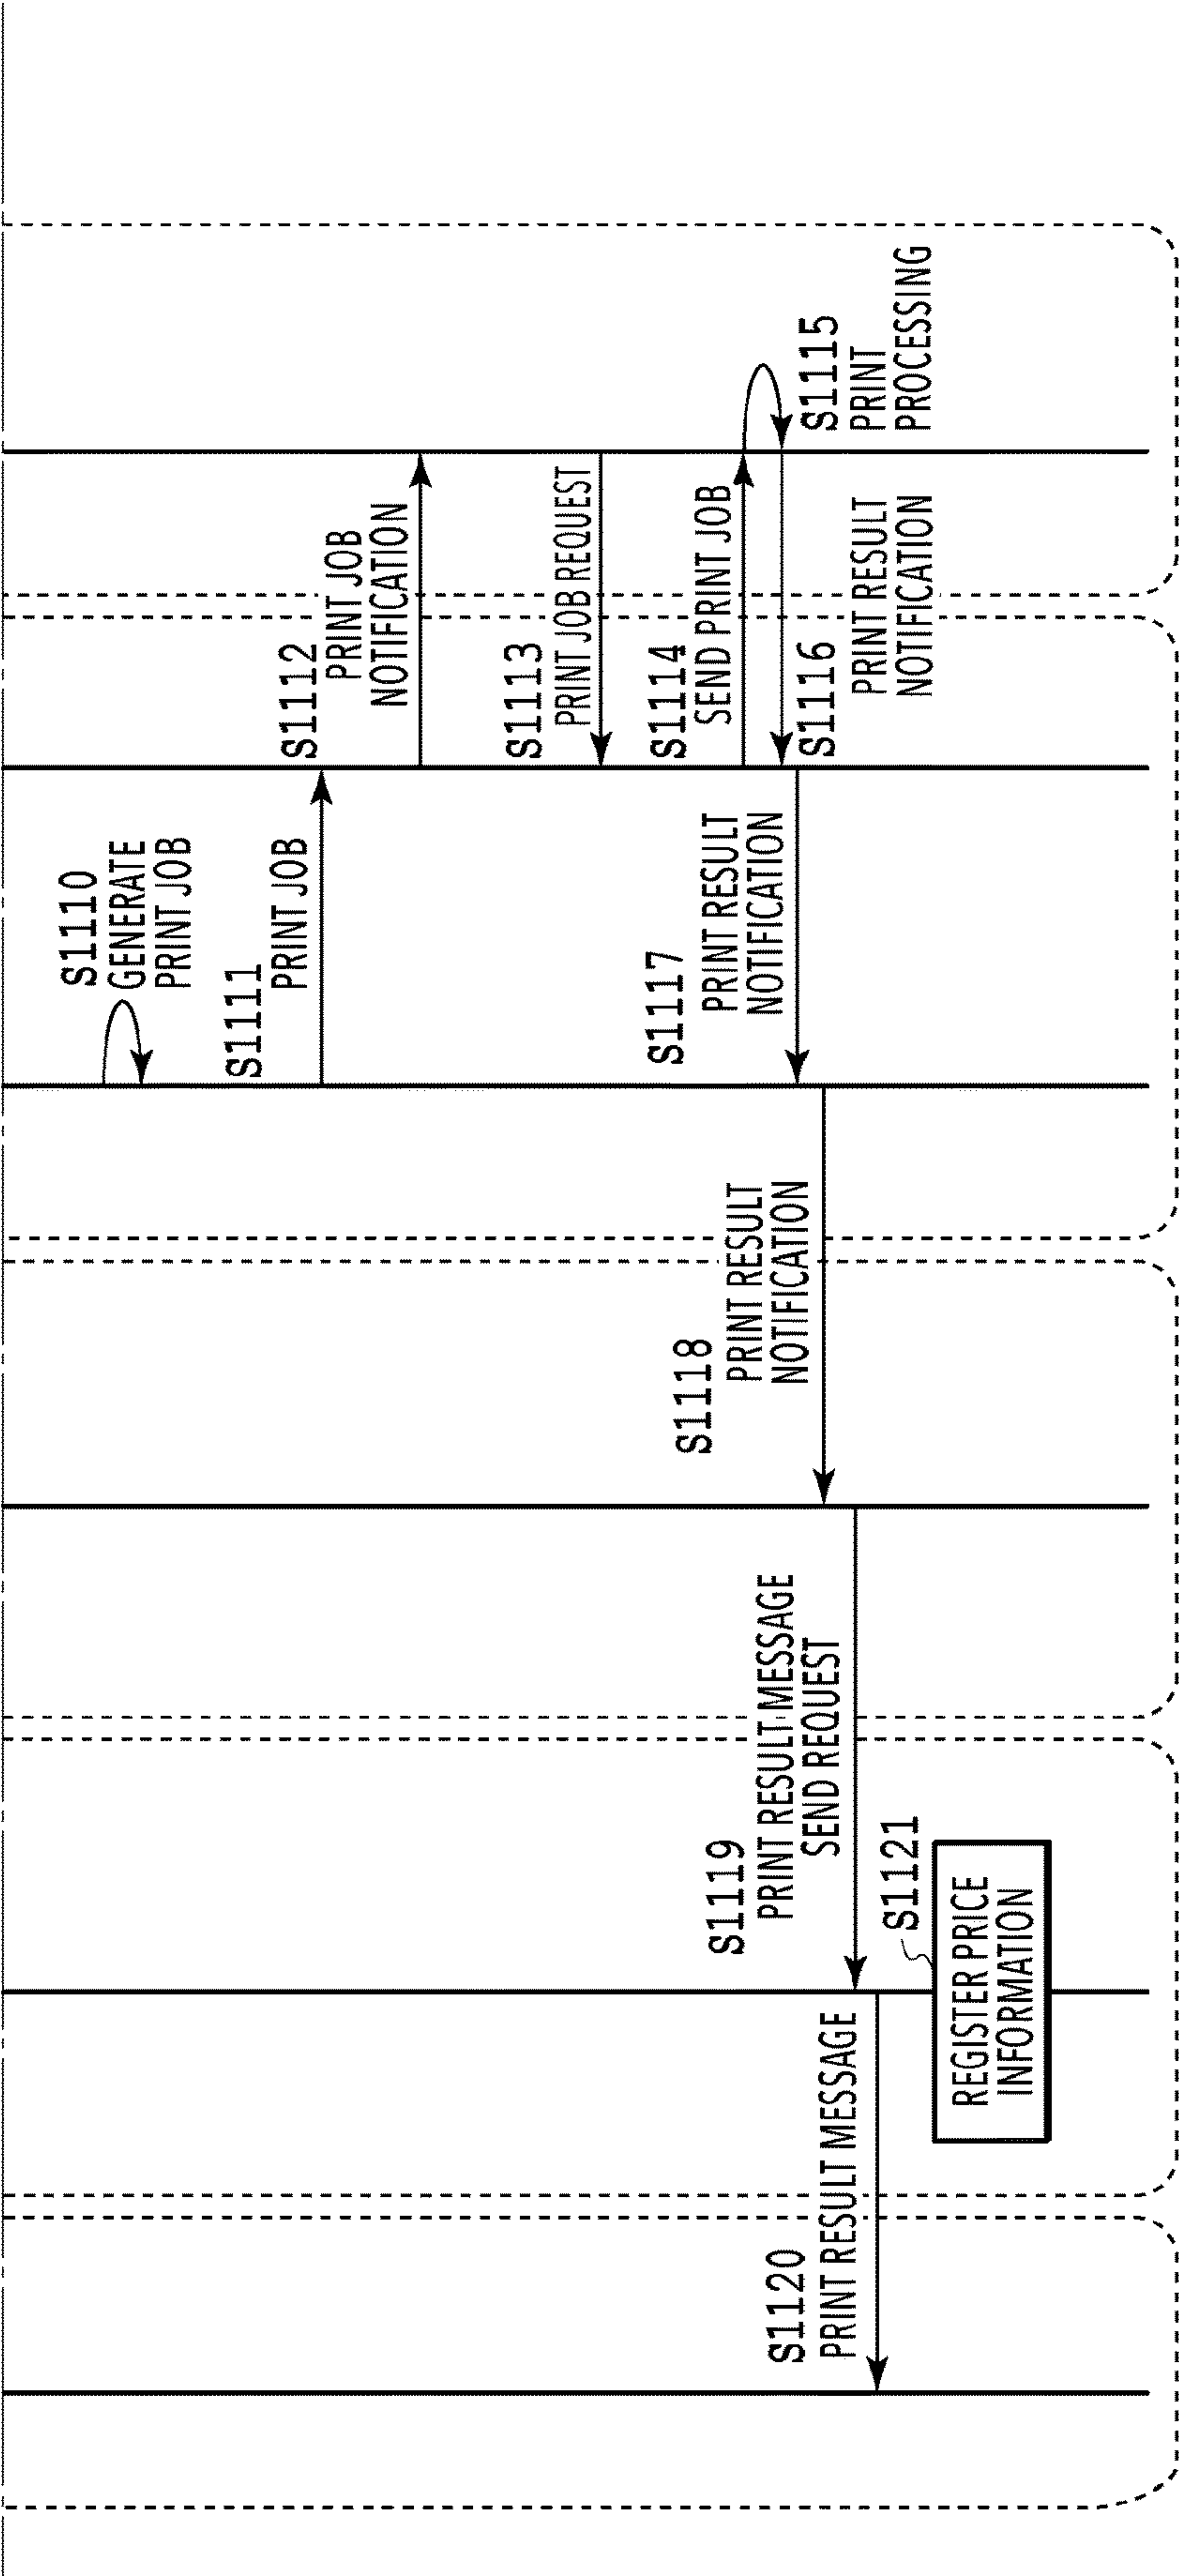 S1110
GENERATE
PRINT JOB
S1111
PRINT JOB
S1112
PRINT JOB
NOTIFICATION
S1113
PRINT JOB REQUEST
S1114
SEND PRINT JOB
S1115
PRINT
PROCESSING
S1116
PRINT RESULT
NOTIFICATION
S1117
PRINT RESULT
NOTIFICATION
S1118
PRINT RESULT
NOTIFICATION
S1119
PRINT RESULT MESSAGE
SEND REQUEST
S1120
PRINT RESULT MESSAGE
S1121
REGISTER PRICE
INFORMATION